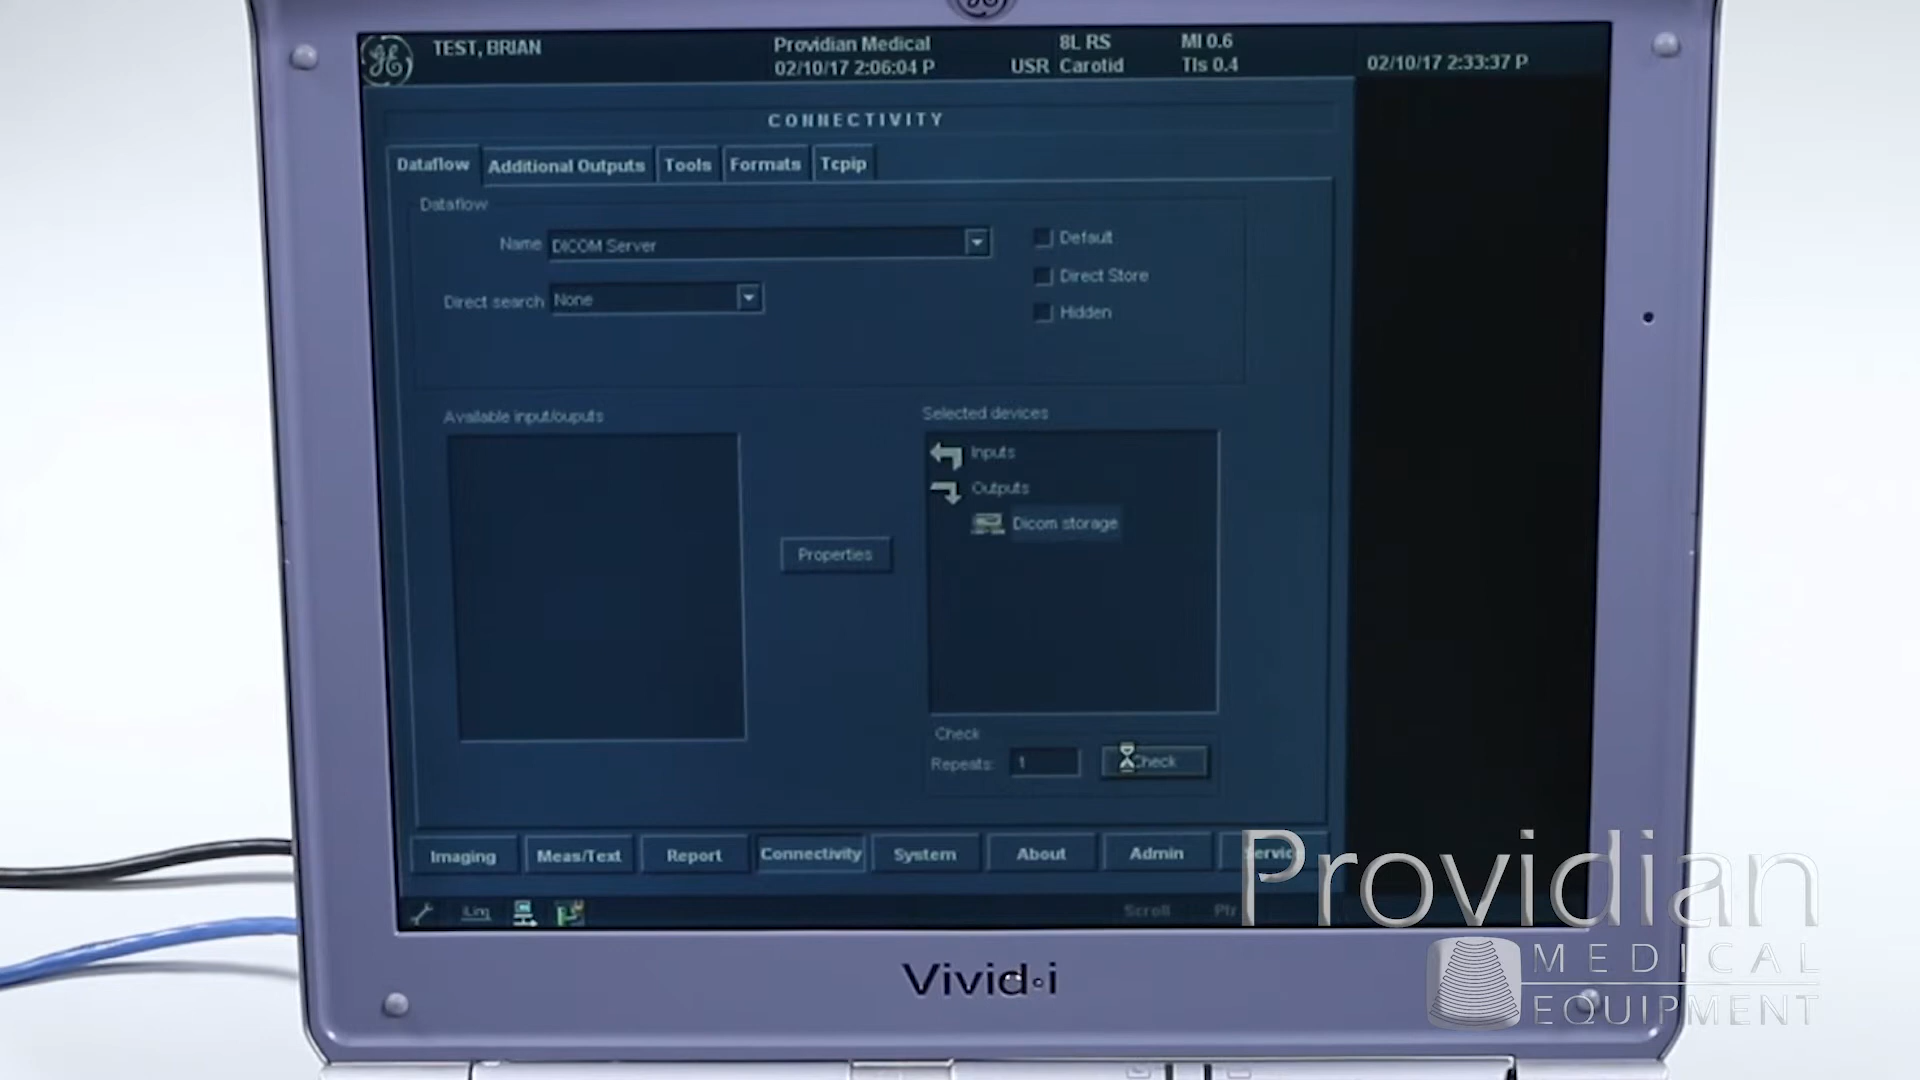 TEST, BRIAN
Providian Medical
02/10/17 2:06:04 P
USR
8L RS
Carotid
MI 0.6
TIs 0.4
02/10/17 2:33:37 P
CONNECTIVITY
Dataflow Additional Outputs Tools Formats Tcpip
Dataflow
Name DICOM Server
Default
Direct Store
Direct search None
Hidden
Available input/ouputs
Selected devices
Inputs
Outputs
Dicom storage
Properties
Check
Repeats: 1 Check
Imaging Meas/Text Report Connectivity System About Admin Service
Scroll
Vivid i
Providian
MEDICAL
EQUIPMENT